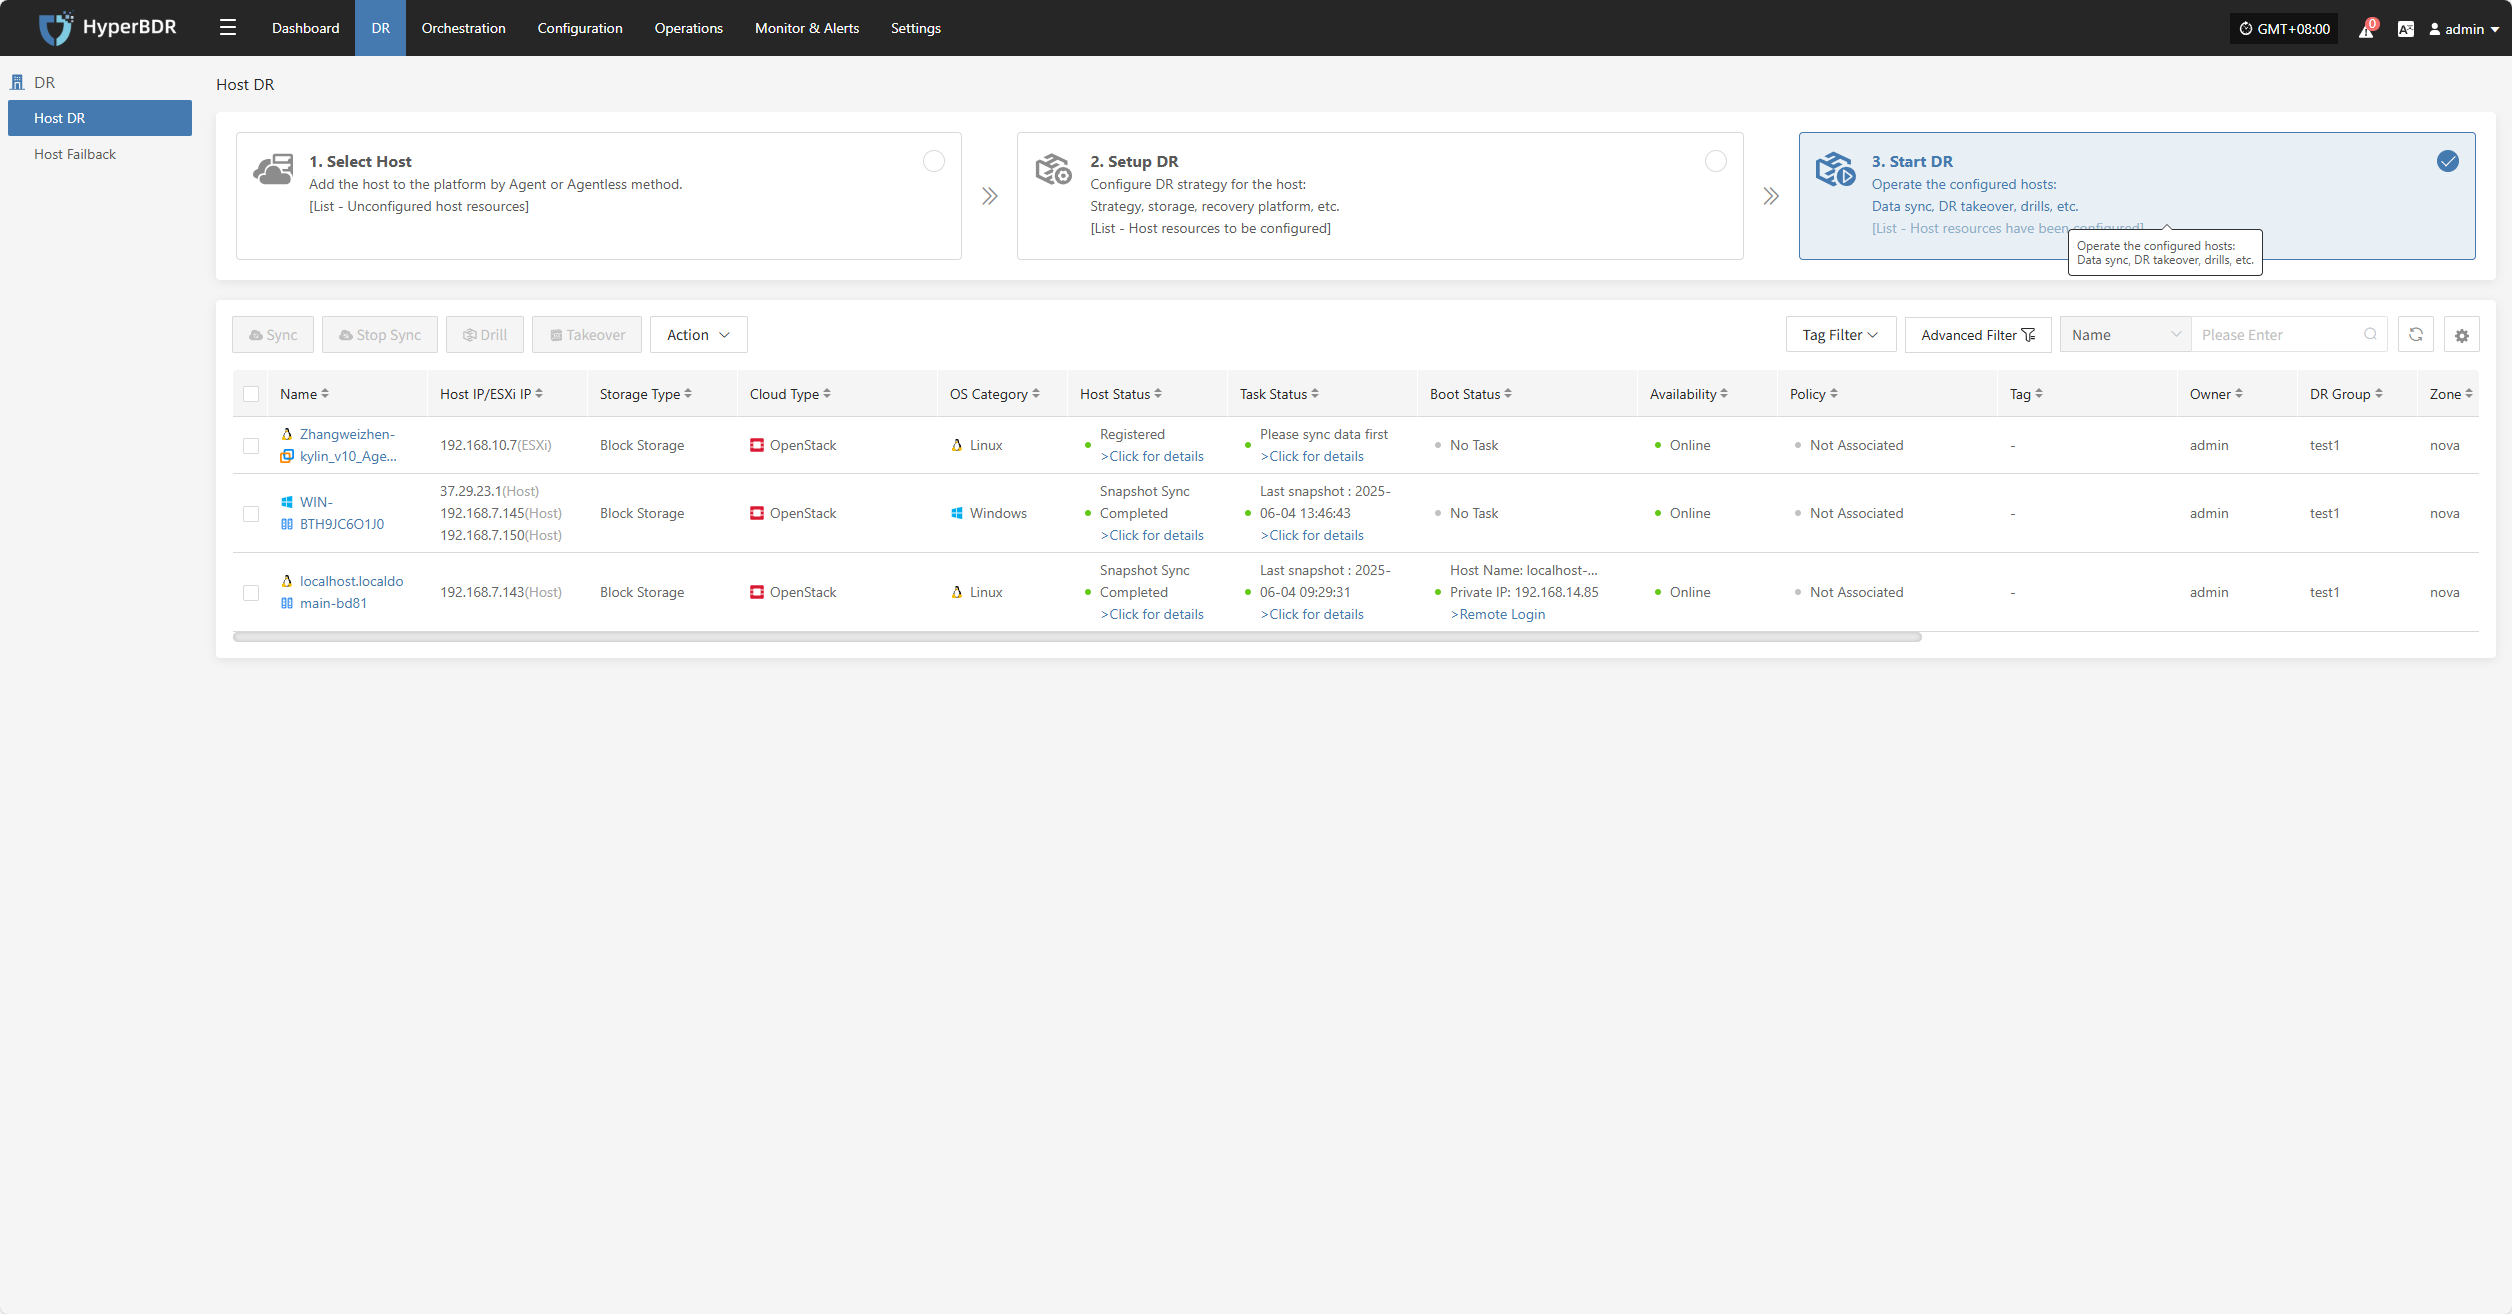 HyperBDR
Dashboard
DR
Orchestration
Configuration
Operations
Monitor & Alerts
Settings
GMT+08:00
0
admin
DR
Host DR
Host Failback
Host DR
1. Select Host
Add the host to the platform by Agent or Agentless method.
[List - Unconfigured host resources]
2. Setup DR
Configure DR strategy for the host:
Strategy, storage, recovery platform, etc.
[List - Host resources to be configured]
3. Start DR
Operate the configured hosts:
Data sync, DR takeover, drills, etc.
[List - Host resources have been configured]
Operate the configured hosts:
Data sync, DR takeover, drills, etc.
Sync
Stop Sync
Drill
Takeover
Action
Tag Filter
Advanced Filter
Name
Please Enter
Name
Host IP/ESXi IP
Storage Type
Cloud Type
OS Category
Host Status
Task Status
Boot Status
Availability
Policy
Tag
Owner
DR Group
Zone
Zhangweizhen-
kylin_v10_Age...
192.168.10.7(ESXi)
Block Storage
OpenStack
Linux
Registered
>Click for details
Please sync data first
>Click for details
No Task
Online
Not Associated
-
admin
test1
nova
WIN-
BTH9JC6O1J0
37.29.23.1(Host)
192.168.7.145(Host)
192.168.7.150(Host)
Block Storage
OpenStack
Windows
Snapshot Sync
Completed
>Click for details
Last snapshot : 2025-
06-04 13:46:43
>Click for details
No Task
Online
Not Associated
-
admin
test1
nova
localhost.localdo
main-bd81
192.168.7.143(Host)
Block Storage
OpenStack
Linux
Snapshot Sync
Completed
>Click for details
Last snapshot : 2025-
06-04 09:29:31
>Click for details
Host Name: localhost-...
Private IP: 192.168.14.85
>Remote Login
Online
Not Associated
-
admin
test1
nova